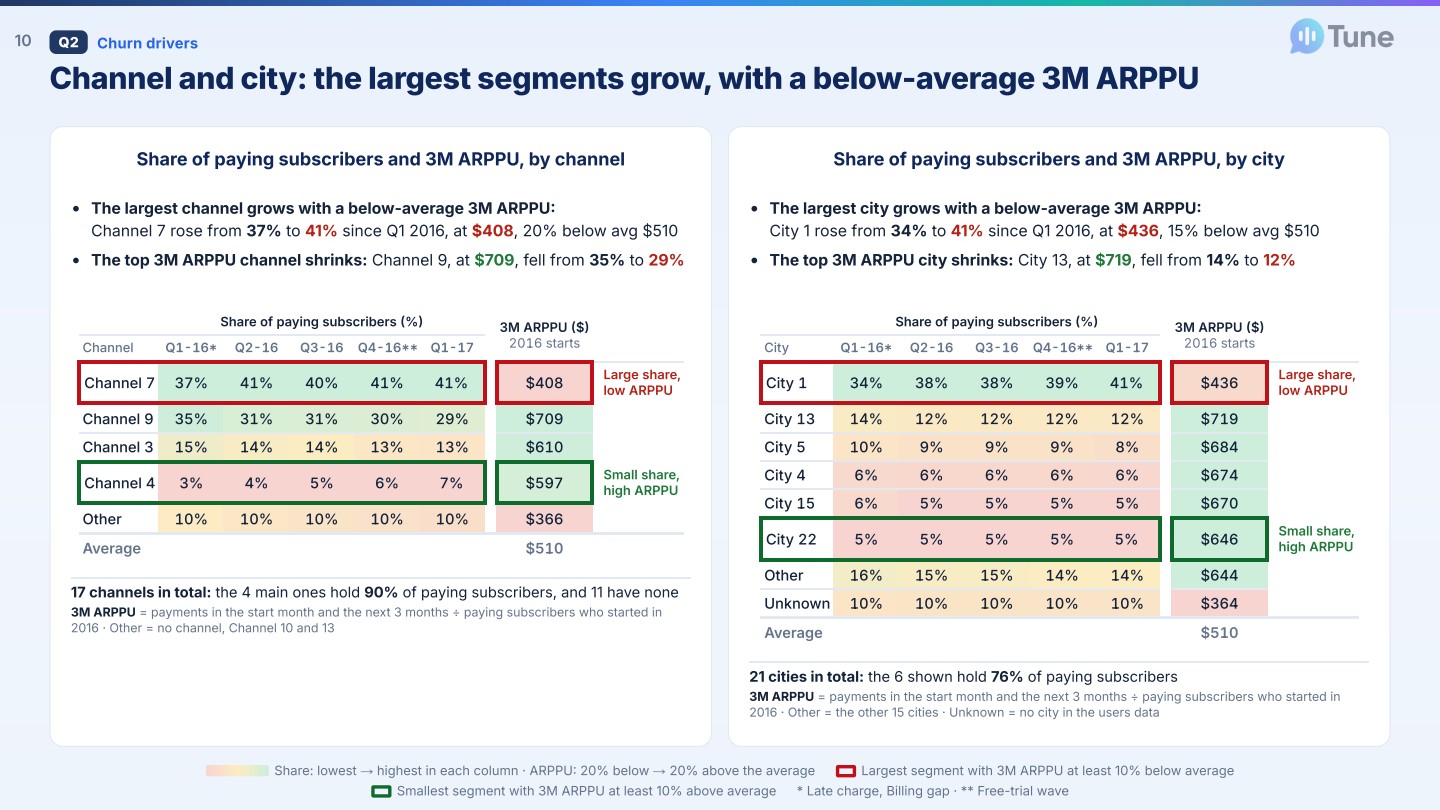 10 Q2 Churn drivers
Tune
Channel and city: the largest segments grow, with a below-average 3M ARPPU
Share of paying subscribers and 3M ARPPU, by channel
• The largest channel grows with a below-average 3M ARPPU:
Channel 7 rose from 37% to 41% since Q1 2016, at $408, 20% below avg $510
• The top 3M ARPPU channel shrinks: Channel 9, at $709, fell from 35% to 29%
Share of paying subscribers (%) 3M ARPPU ($)
Channel Q1-16* Q2-16 Q3-16 Q4-16** Q1-17 2016 starts
Channel 7 37% 41% 40% 41% 41% $408 Large share,
low ARPPU
Channel 9 35% 31% 31% 30% 29% $709
Channel 3 15% 14% 14% 13% 13% $610
Channel 4 3% 4% 5% 6% 7% $597 Small share,
high ARPPU
Other 10% 10% 10% 10% 10% $366
Average $510
17 channels in total: the 4 main ones hold 90% of paying subscribers, and 11 have none
3M ARPPU = payments in the start month and the next 3 months ÷ paying subscribers who started in
2016 · Other = no channel, Channel 10 and 13
Share of paying subscribers and 3M ARPPU, by city
• The largest city grows with a below-average 3M ARPPU:
City 1 rose from 34% to 41% since Q1 2016, at $436, 15% below avg $510
• The top 3M ARPPU city shrinks: City 13, at $719, fell from 14% to 12%
Share of paying subscribers (%) 3M ARPPU ($)
City Q1-16* Q2-16 Q3-16 Q4-16** Q1-17 2016 starts
City 1 34% 38% 38% 39% 41% $436 Large share,
low ARPPU
City 13 14% 12% 12% 12% 12% $719
City 5 10% 9% 9% 9% 8% $684
City 4 6% 6% 6% 6% 6% $674
City 15 6% 5% 5% 5% 5% $670
City 22 5% 5% 5% 5% 5% $646 Small share,
high ARPPU
Other 16% 15% 15% 14% 14% $644
Unknown 10% 10% 10% 10% 10% $364
Average $510
21 cities in total: the 6 shown hold 76% of paying subscribers
3M ARPPU = payments in the start month and the next 3 months ÷ paying subscribers who started in
2016 · Other = the other 15 cities · Unknown = no city in the users data
Share: lowest → highest in each column · ARPPU: 20% below → 20% above the average Largest segment with 3M ARPPU at least 10% below average
Smallest segment with 3M ARPPU at least 10% above average * Late charge, Billing gap · ** Free-trial wave